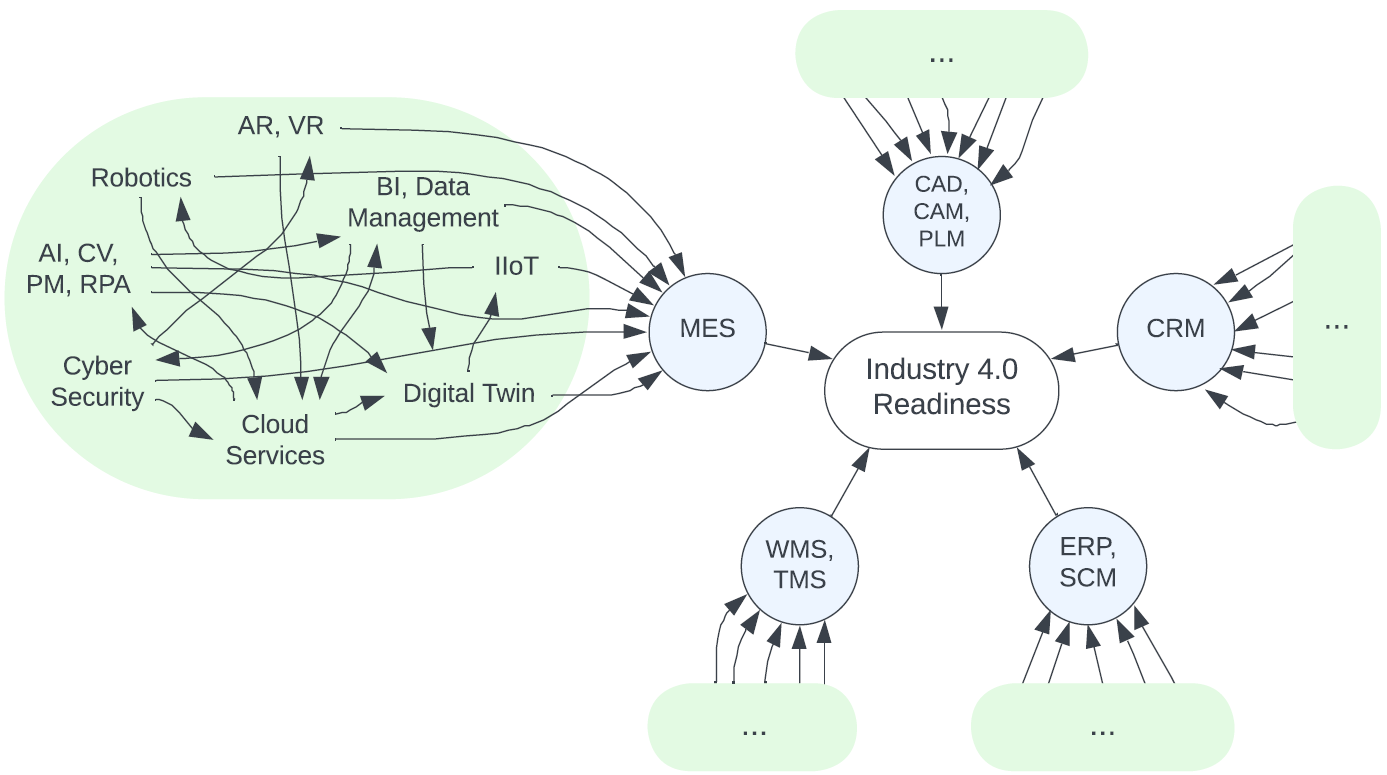 ...
AR, VR
Robotics
BI, Data
Management
AI, CV,
PM, RPA
IIoT
Cyber
Security
Digital Twin
Cloud
Services
MES
CAD,
CAM,
PLM
CRM
...
Industry 4.0
Readiness
WMS,
TMS
ERP,
SCM
...
...